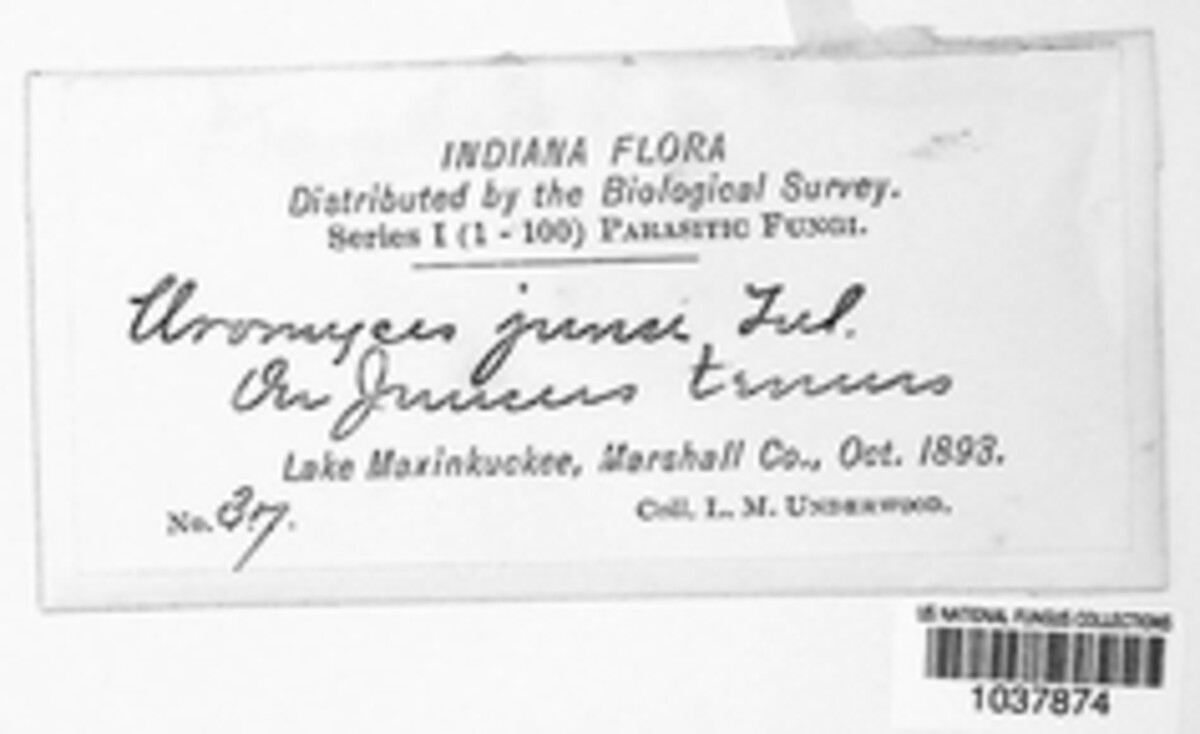 INDIANA FLORA
Distributed by the Biological Survey.
Series I (1 - 100) PARASITIC FUNGI.
Uromyces junci Tul.
On Juncus tenuis
Lake Maxinkuckee, Marshall Co., Oct. 1893.
No. 37.
Coll. L. M. UNDERWOOD.
US NATIONAL FUNGUS COLLECTIONS
1037874